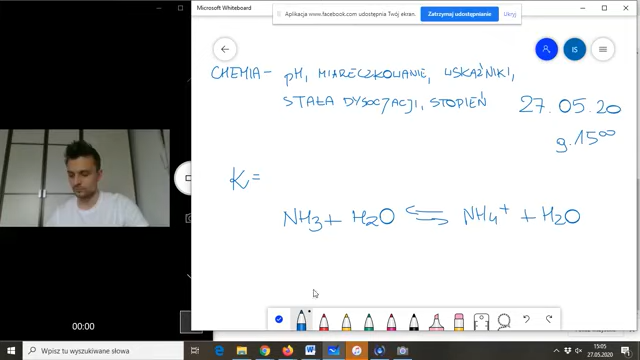 Microsoft Whiteboard
Aplikacja www.facebook.com udostępnia Twój ekran.
Zatrzymaj udostępnianie
Ukryj
IS
CHEMIA - pH, MIARECZKOWANIE, WSKAŹNIKI,
STAŁA DYSOCJACJI, STOPIEŃ
27.05.20
g. 15⁰⁰
K =
NH3 + H2O ⇌ NH4+ + H2O
00:00
Wpisz tu wyszukiwane słowa
15:05
27.05.2020